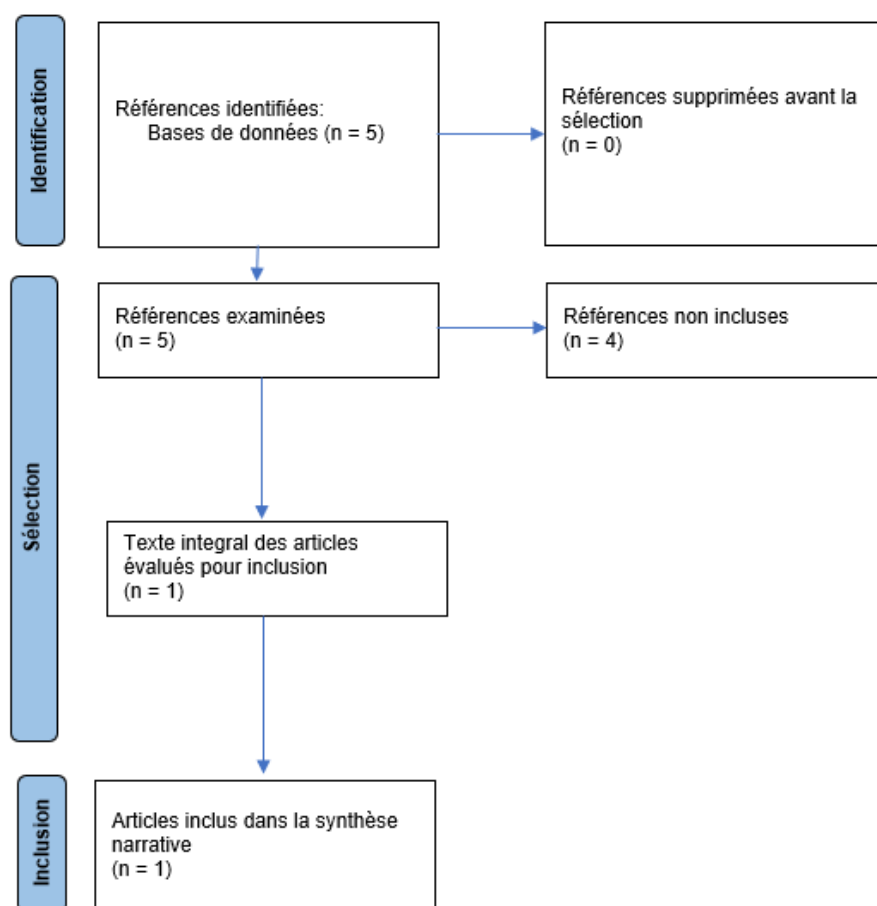 Identification
Références identifiées:
Bases de données (n = 5)
Références supprimées avant la
sélection
(n = 0)
Sélection
Références examinées
(n = 5)
Références non incluses
(n = 4)
Texte integral des articles
évalués pour inclusion
(n = 1)
Inclusion
Articles inclus dans la synthèse
narrative
(n = 1)